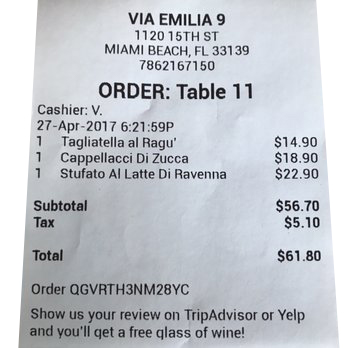 VIA EMILIA 9
1120 15TH ST
MIAMI BEACH, FL 33139
7862167150
ORDER: Table 11
Cashier: V.
27-Apr-2017 6:21:59P
1 Tagliatella al Ragu' $14.90
1 Cappellacci Di Zucca $18.90
1 Stufato Al Latte Di Ravenna $22.90
Subtotal $56.70
Tax $5.10
Total $61.80
Order QGVRTH3NM28YC
Show us your review on TripAdvisor or Yelp
and you'll get a free glass of wine!